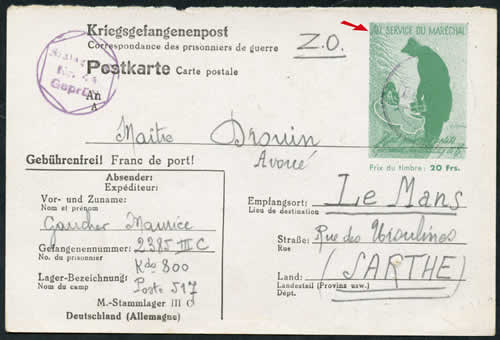 Kriegsgefangenenpost
Correspondance des prisonniers de guerre
Z.O.
Postkarte Carte postale
AU SERVICE DU MARÉCHAL
Geprüft
An
A
Maître Drouin
Avoué
Gebührenfrei! Franc de port!
Prix du timbre: 20 Frs.
Absender:
Expéditeur:
Vor- und Zuname:
Nom et prénom
Gaucher Maurice
Gefangenennummer: 2385 III C
No. du prisonnier
Kdo 800
Lager-Bezeichnung: Poste 517
Nom du camp
M.-Stammlager III D
Deutschland (Allemagne)
Empfangsort: Le Mans
Lieu de destination
Straße: Rue des Ursulines
Rue
Land: (SARTHE)
Landesteil (Provinz usw.)
Dépt.